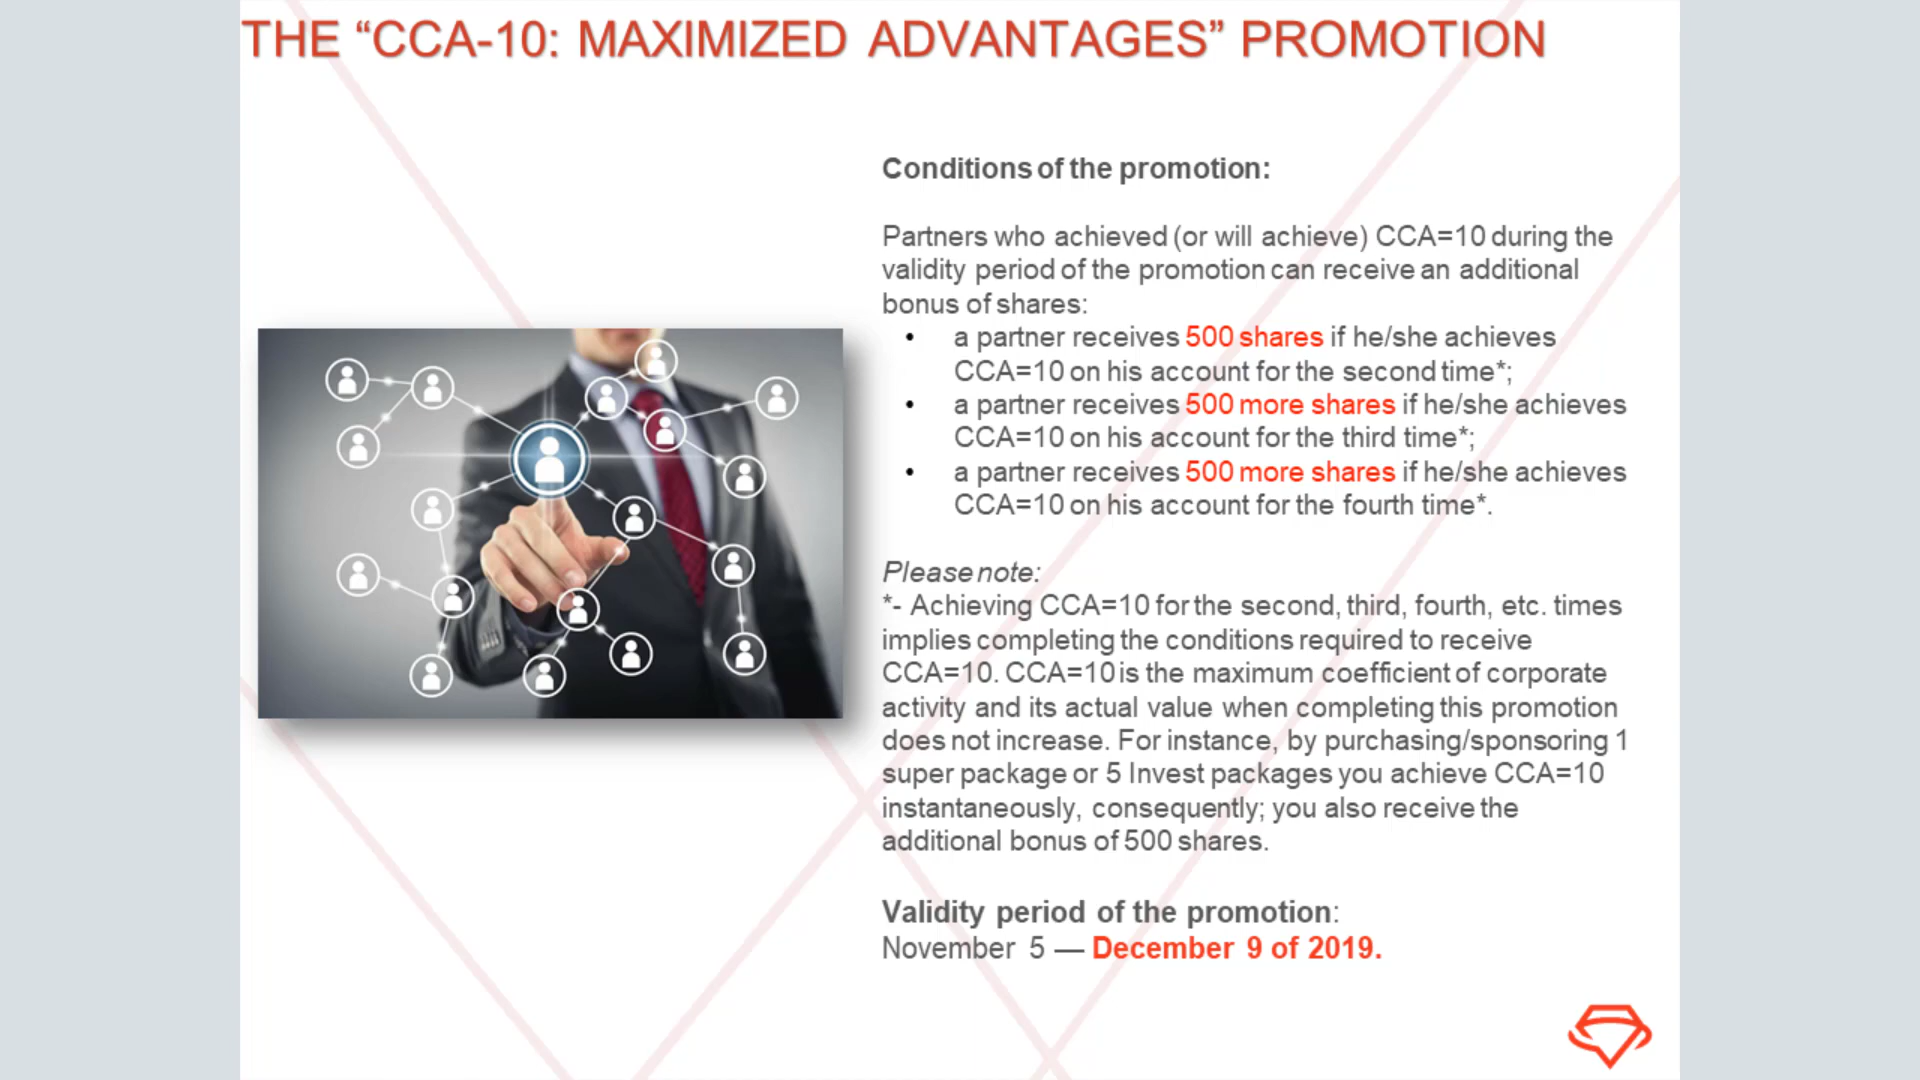 THE “CCA-10: MAXIMIZED ADVANTAGES” PROMOTION
Conditions of the promotion:
Partners who achieved (or will achieve) CCA=10 during the
validity period of the promotion can receive an additional
bonus of shares:
• a partner receives 500 shares if he/she achieves
CCA=10 on his account for the second time*;
• a partner receives 500 more shares if he/she achieves
CCA=10 on his account for the third time*;
• a partner receives 500 more shares if he/she achieves
CCA=10 on his account for the fourth time*.
Please note:
*- Achieving CCA=10 for the second, third, fourth, etc. times
implies completing the conditions required to receive
CCA=10. CCA=10 is the maximum coefficient of corporate
activity and its actual value when completing this promotion
does not increase. For instance, by purchasing/sponsoring 1
super package or 5 Invest packages you achieve CCA=10
instantaneously, consequently; you also receive the
additional bonus of 500 shares.
Validity period of the promotion:
November 5 — December 9 of 2019.